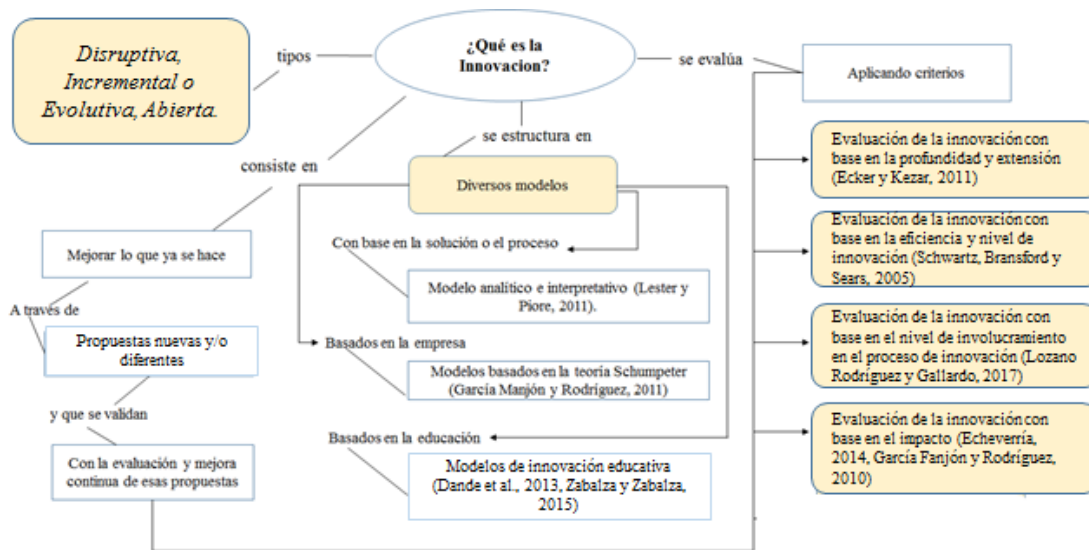 Disruptiva,
Incremental o
Evolutiva, Abierta.
tipos
¿Qué es la
Innovacion?
se evalúa
Aplicando criterios
se estructura en
consiste en
Diversos modelos
Mejorar lo que ya se hace
A través de
Propuestas nuevas y/o
diferentes
y que se validan
Con la evaluación y mejora
continua de esas propuestas
Con base en la solución o el proceso
Modelo analítico e interpretativo (Lester y
Piore, 2011).
Basados en la empresa
Modelos basados en la teoría Schumpeter
(García Manjón y Rodríguez, 2011)
Basados en la educación
Modelos de innovación educativa
(Dande et al., 2013, Zabalza y Zabalza,
2015)
Evaluación de la innovación con
base en la profundidad y extensión
(Ecker y Kezar, 2011)
Evaluación de la innovación con
base en la eficiencia y nivel de
innovación (Schwartz, Bransford y
Sears, 2005)
Evaluación de la innovación con
base en el nivel de involucramiento
en el proceso de innovación (Lozano
Rodríguez y Gallardo, 2017)
Evaluación de la innovación con
base en el impacto (Echeverría,
2014, García Fanjón y Rodríguez,
2010)